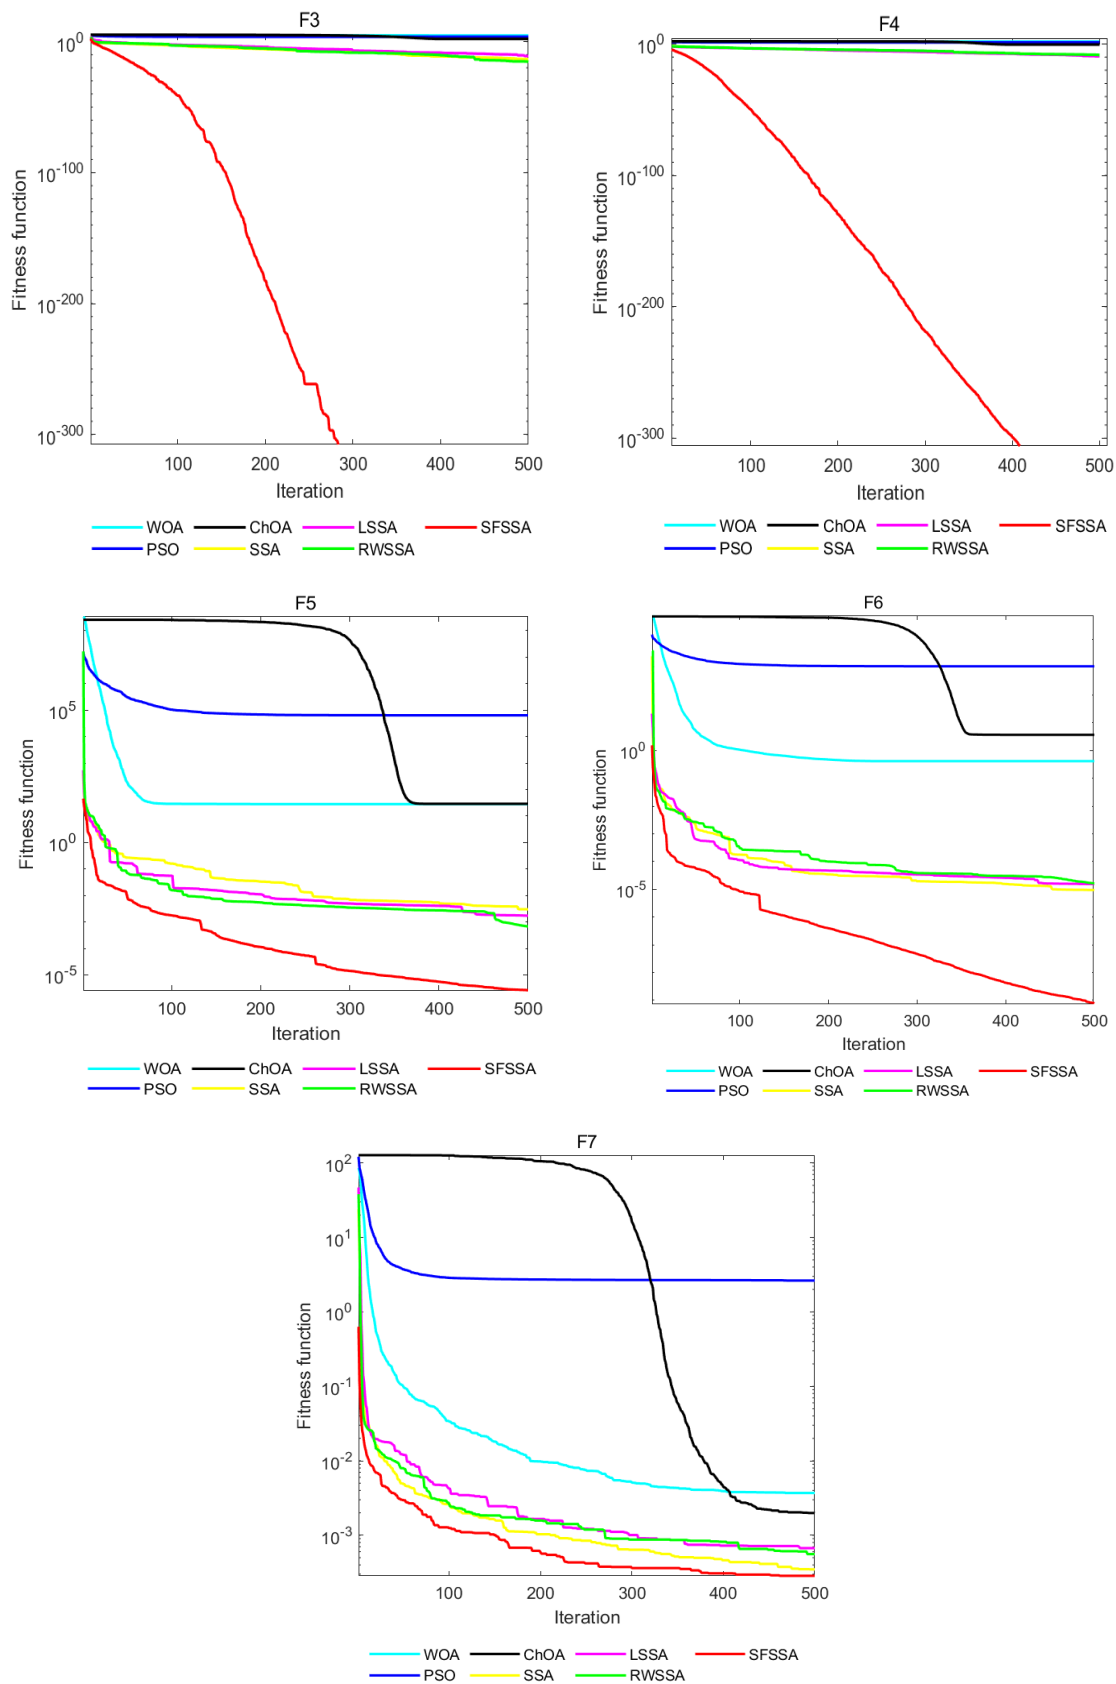 F3
10^0
10^-100
10^-200
10^-300
Fitness function
100 200 300 400 500
Iteration
WOA ChOA LSSA SFSSA
PSO SSA RWSSA
F4
10^0
10^-100
10^-200
10^-300
Fitness function
100 200 300 400 500
Iteration
WOA ChOA LSSA SFSSA
PSO SSA RWSSA
F5
10^5
10^0
10^-5
Fitness function
100 200 300 400 500
Iteration
WOA ChOA LSSA SFSSA
PSO SSA RWSSA
F6
10^0
10^-5
Fitness function
100 200 300 400 500
Iteration
WOA ChOA LSSA SFSSA
PSO SSA RWSSA
F7
10^2
10^1
10^0
10^-1
10^-2
10^-3
Fitness function
100 200 300 400 500
Iteration
WOA ChOA LSSA SFSSA
PSO SSA RWSSA